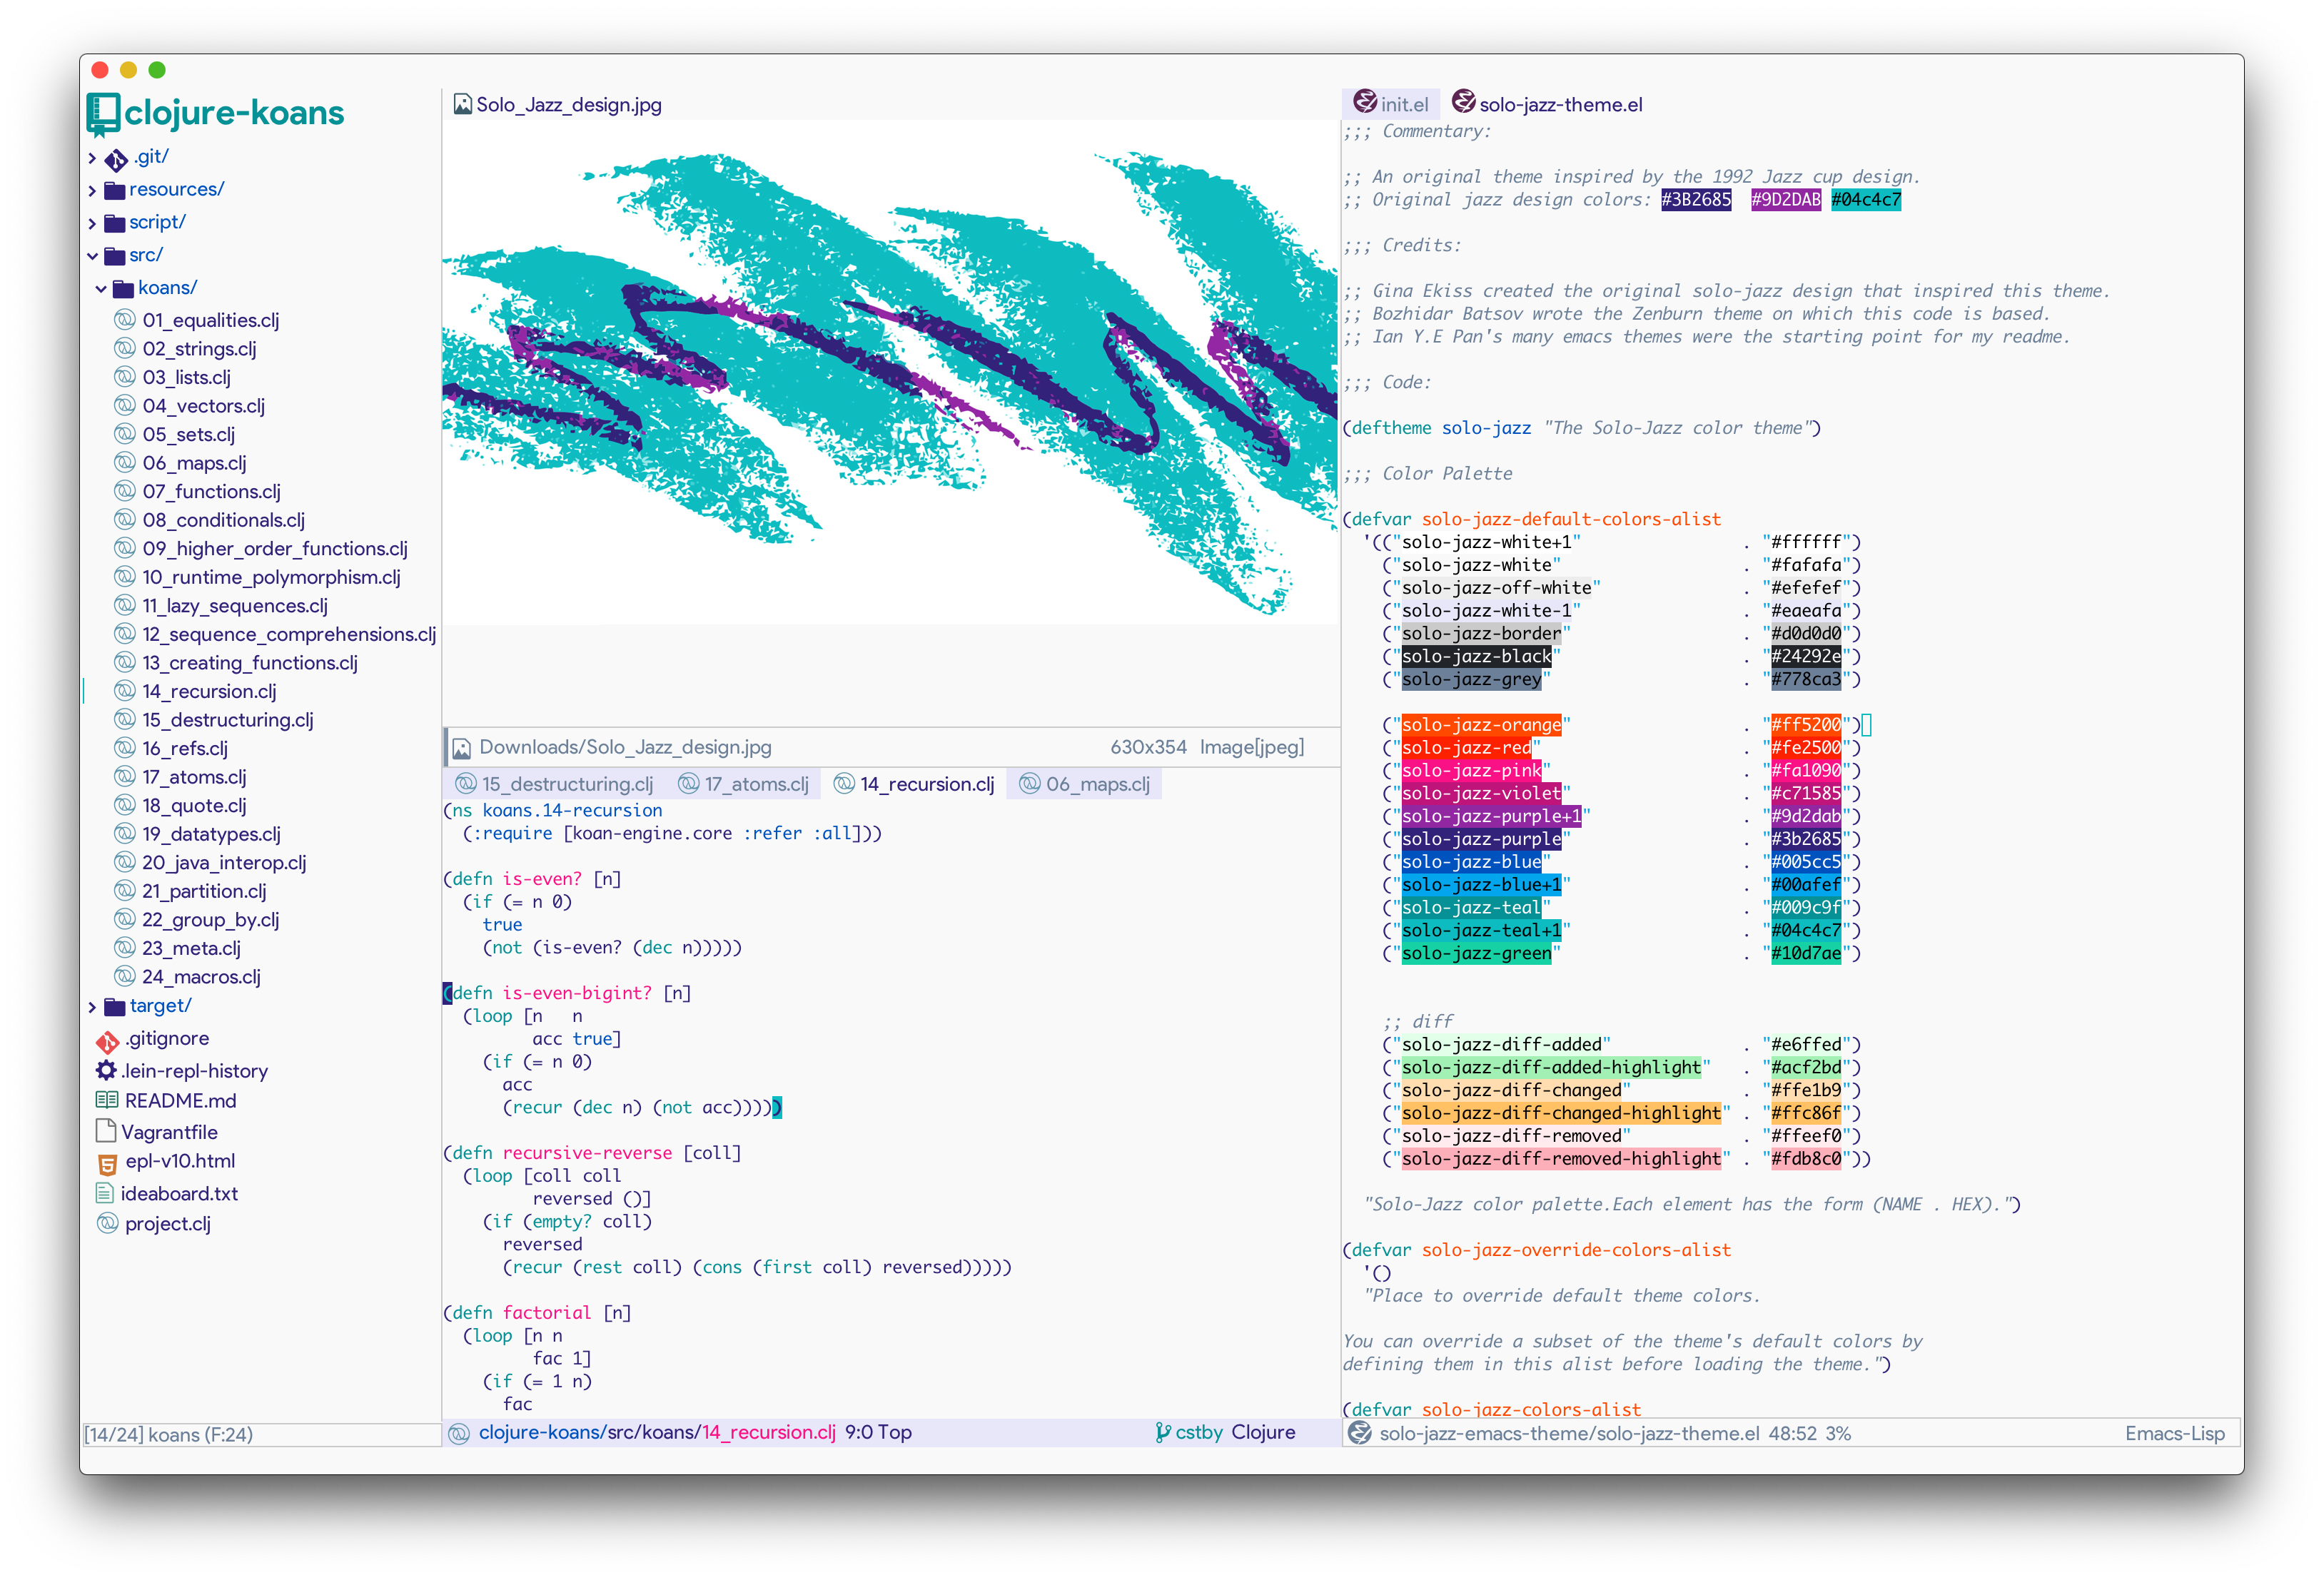 clojure-koans
.git/
resources/
script/
src/
koans/
01_equalities.clj
02_strings.clj
03_lists.clj
04_vectors.clj
05_sets.clj
06_maps.clj
07_functions.clj
08_conditionals.clj
09_higher_order_functions.clj
10_runtime_polymorphism.clj
11_lazy_sequences.clj
12_sequence_comprehensions.clj
13_creating_functions.clj
14_recursion.clj
15_destructuring.clj
16_refs.clj
17_atoms.clj
18_quote.clj
19_datatypes.clj
20_java_interop.clj
21_partition.clj
22_group_by.clj
23_meta.clj
24_macros.clj
target/
.gitignore
.lein-repl-history
README.md
Vagrantfile
epl-v10.html
ideaboard.txt
project.clj
[14/24] koans (F:24)
Solo_Jazz_design.jpg
Downloads/Solo_Jazz_design.jpg 630x354 Image[jpeg]
15_destructuring.clj 17_atoms.clj 14_recursion.clj 06_maps.clj
(ns koans.14-recursion
  (:require [koan-engine.core :refer :all]))
(defn is-even? [n]
  (if (= n 0)
    true
    (not (is-even? (dec n)))))
(defn is-even-bigint? [n]
  (loop [n   n
         acc true]
    (if (= n 0)
      acc
      (recur (dec n) (not acc)))))
(defn recursive-reverse [coll]
  (loop [coll coll
         reversed ()]
    (if (empty? coll)
      reversed
      (recur (rest coll) (cons (first coll) reversed)))))
(defn factorial [n]
  (loop [n n
         fac 1]
    (if (= 1 n)
      fac
clojure-koans/src/koans/14_recursion.clj 9:0 Top cstby Clojure
init.el solo-jazz-theme.el
;;; Commentary:
;; An original theme inspired by the 1992 Jazz cup design.
;; Original jazz design colors: #3B2685  #9D2DAB #04c4c7
;;; Credits:
;; Gina Ekiss created the original solo-jazz design that inspired this theme.
;; Bozhidar Batsov wrote the Zenburn theme on which this code is based.
;; Ian Y.E Pan's many emacs themes were the starting point for my readme.
;;; Code:
(deftheme solo-jazz "The Solo-Jazz color theme")
;;; Color Palette
(defvar solo-jazz-default-colors-alist
  '(("solo-jazz-white+1" . "#ffffff")
    ("solo-jazz-white" . "#fafafa")
    ("solo-jazz-off-white" . "#efefef")
    ("solo-jazz-white-1" . "#eaeafa")
    ("solo-jazz-border" . "#d0d0d0")
    ("solo-jazz-black" . "#24292e")
    ("solo-jazz-grey" . "#778ca3")
    ("solo-jazz-orange" . "#ff5200")
    ("solo-jazz-red" . "#fe2500")
    ("solo-jazz-pink" . "#fa1090")
    ("solo-jazz-violet" . "#c71585")
    ("solo-jazz-purple+1" . "#9d2dab")
    ("solo-jazz-purple" . "#3b2685")
    ("solo-jazz-blue" . "#005cc5")
    ("solo-jazz-blue+1" . "#00afef")
    ("solo-jazz-teal" . "#009c9f")
    ("solo-jazz-teal+1" . "#04c4c7")
    ("solo-jazz-green" . "#10d7ae")
    ;; diff
    ("solo-jazz-diff-added" . "#e6ffed")
    ("solo-jazz-diff-added-highlight" . "#acf2bd")
    ("solo-jazz-diff-changed" . "#ffe1b9")
    ("solo-jazz-diff-changed-highlight" . "#ffc86f")
    ("solo-jazz-diff-removed" . "#ffeef0")
    ("solo-jazz-diff-removed-highlight" . "#fdb8c0"))
  "Solo-Jazz color palette.Each element has the form (NAME . HEX).")
(defvar solo-jazz-override-colors-alist
  '()
  "Place to override default theme colors.
You can override a subset of the theme's default colors by
defining them in this alist before loading the theme.")
(defvar solo-jazz-colors-alist
solo-jazz-emacs-theme/solo-jazz-theme.el 48:52 3% Emacs-Lisp